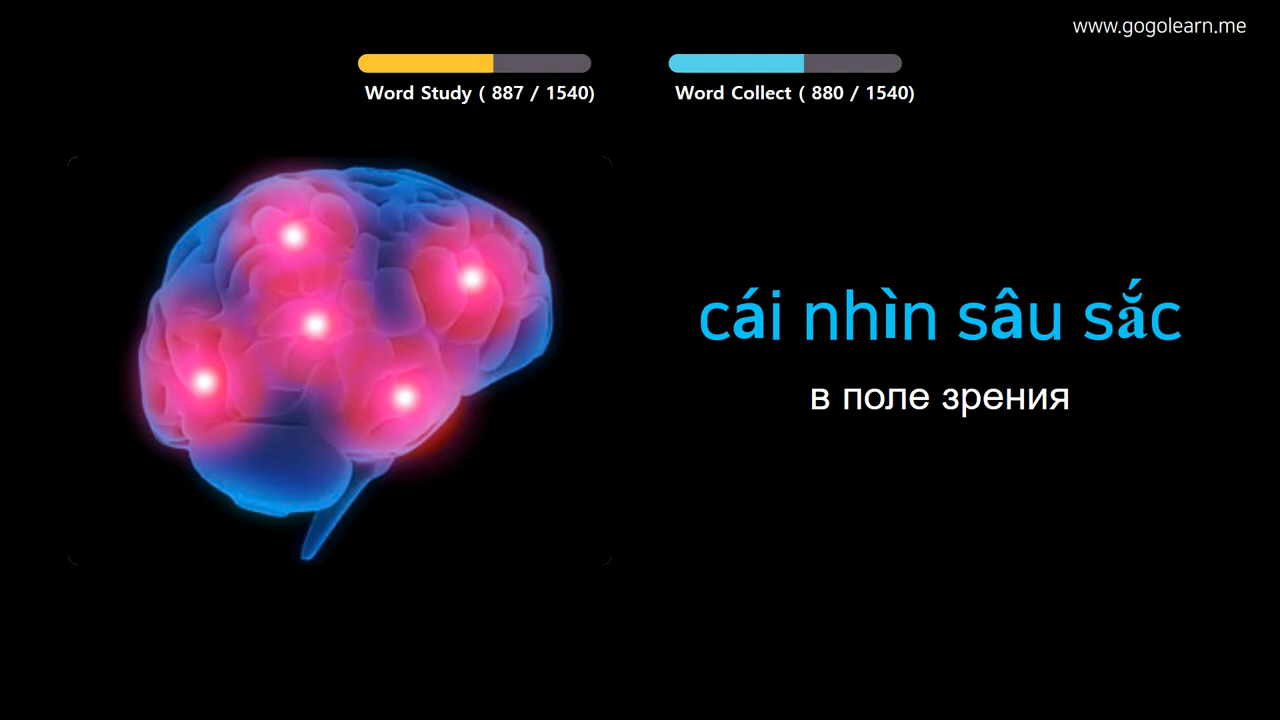 www.gogolearn.me
Word Study ( 887 / 1540)
Word Collect ( 880 / 1540)
cái nhìn sâu sắc
в поле зрения